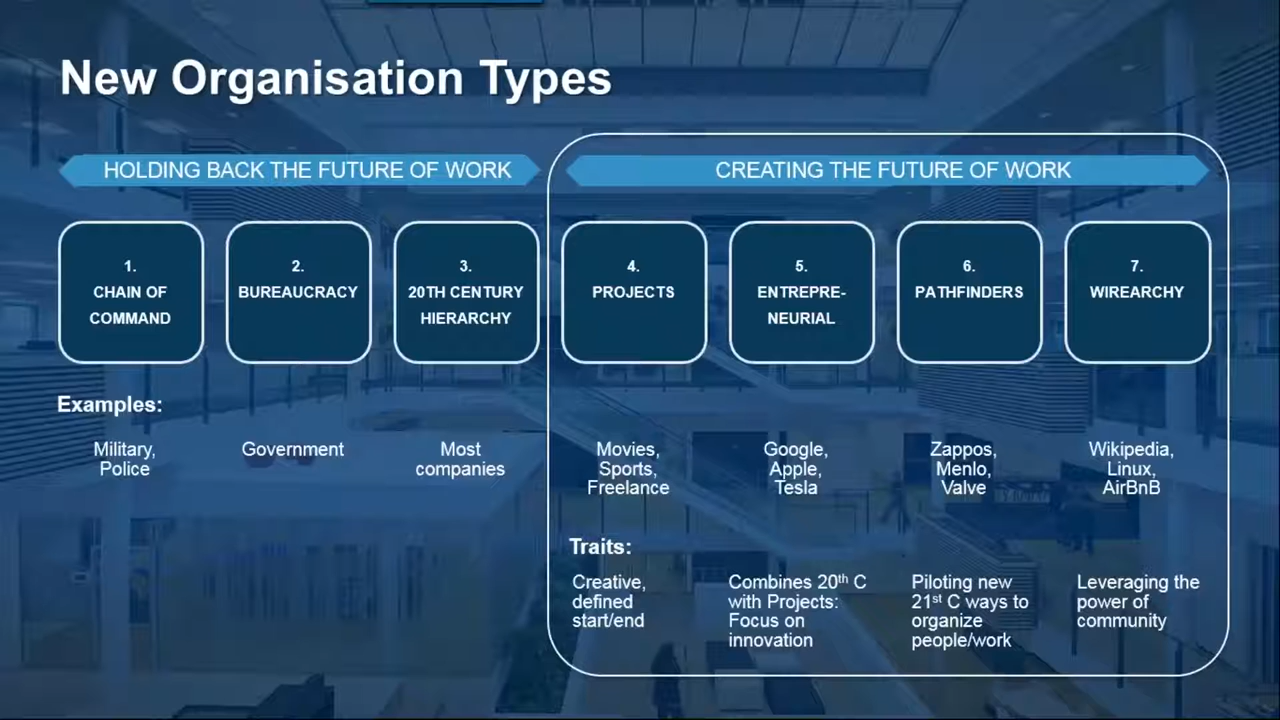 New Organisation Types
HOLDING BACK THE FUTURE OF WORK
CREATING THE FUTURE OF WORK
1.
CHAIN OF
COMMAND
2.
BUREAUCRACY
3.
20TH CENTURY
HIERARCHY
4.
PROJECTS
5.
ENTREPRE-
NEURIAL
6.
PATHFINDERS
7.
WIREARCHY
Examples:
Military,
Police
Government
Most
companies
Movies,
Sports,
Freelance
Google,
Apple,
Tesla
Zappos,
Menlo,
Valve
Wikipedia,
Linux,
AirBnB
Traits:
Creative,
defined
start/end
Combines 20th C
with Projects:
Focus on
innovation
Piloting new
21st C ways to
organize
people/work
Leveraging the
power of
community